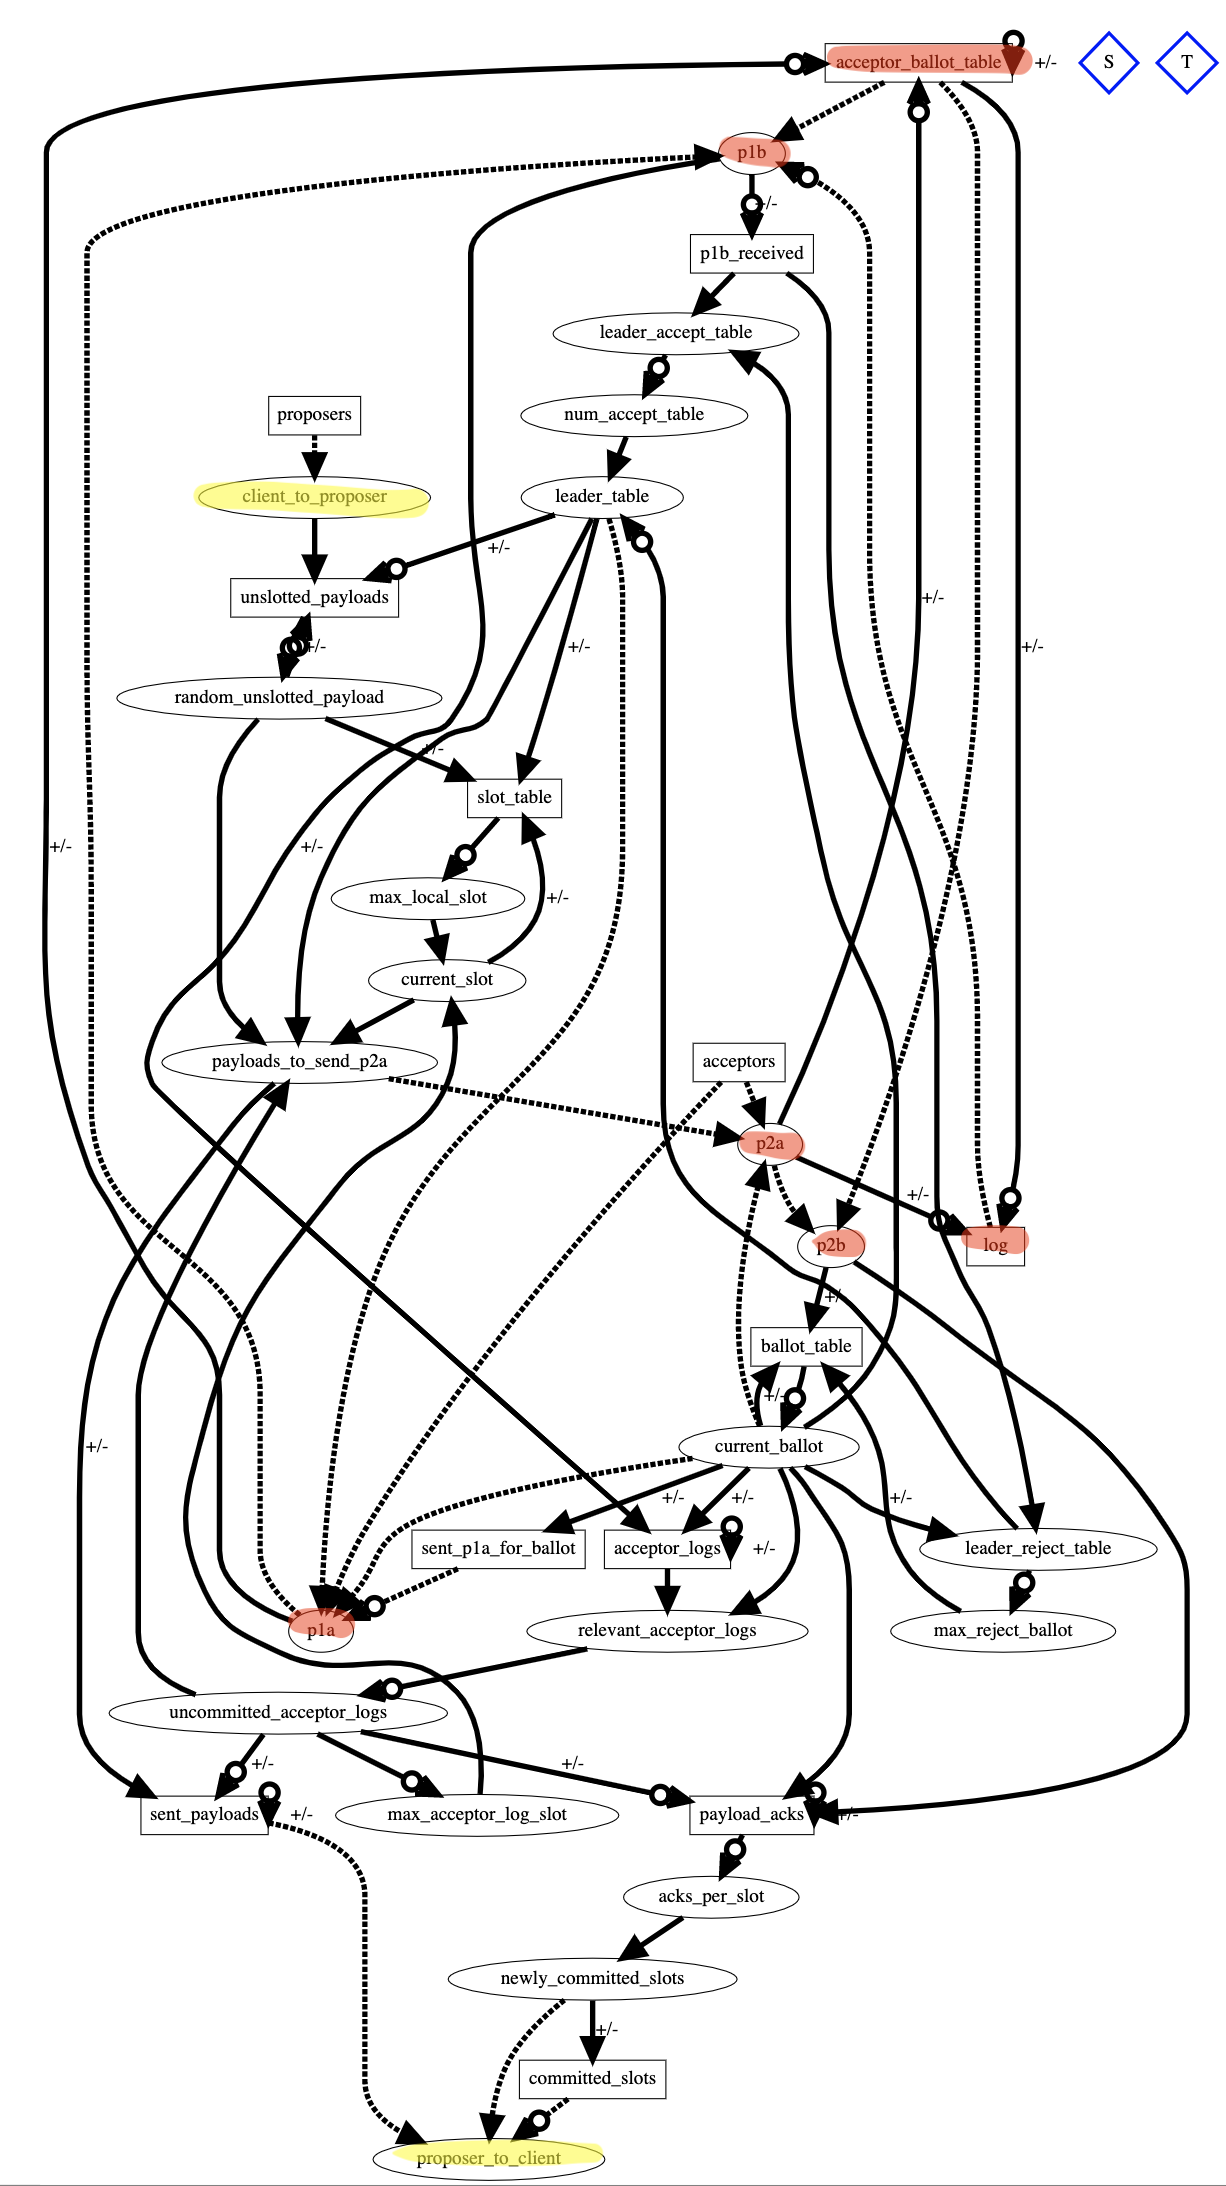 acceptor_ballot_table
+/-
S
T
p1b
+/-
p1b_received
leader_accept_table
proposers
num_accept_table
client_to_proposer
leader_table
+/-
unslotted_payloads
+/-
+/-
+/-
+/-
+/-
random_unslotted_payload
+/-
slot_table
+/-
+/-
max_local_slot
+/-
current_slot
payloads_to_send_p2a
acceptors
p2a
+/-
p2b
log
+/-
ballot_table
+/-
+/-
current_ballot
+/-
+/-
+/-
sent_p1a_for_ballot
acceptor_logs
+/-
leader_reject_table
p1a
relevant_acceptor_logs
max_reject_ballot
uncommitted_acceptor_logs
+/-
+/-
sent_payloads
+/-
max_acceptor_log_slot
payload_acks
+/-
acks_per_slot
newly_committed_slots
+/-
committed_slots
proposer_to_client